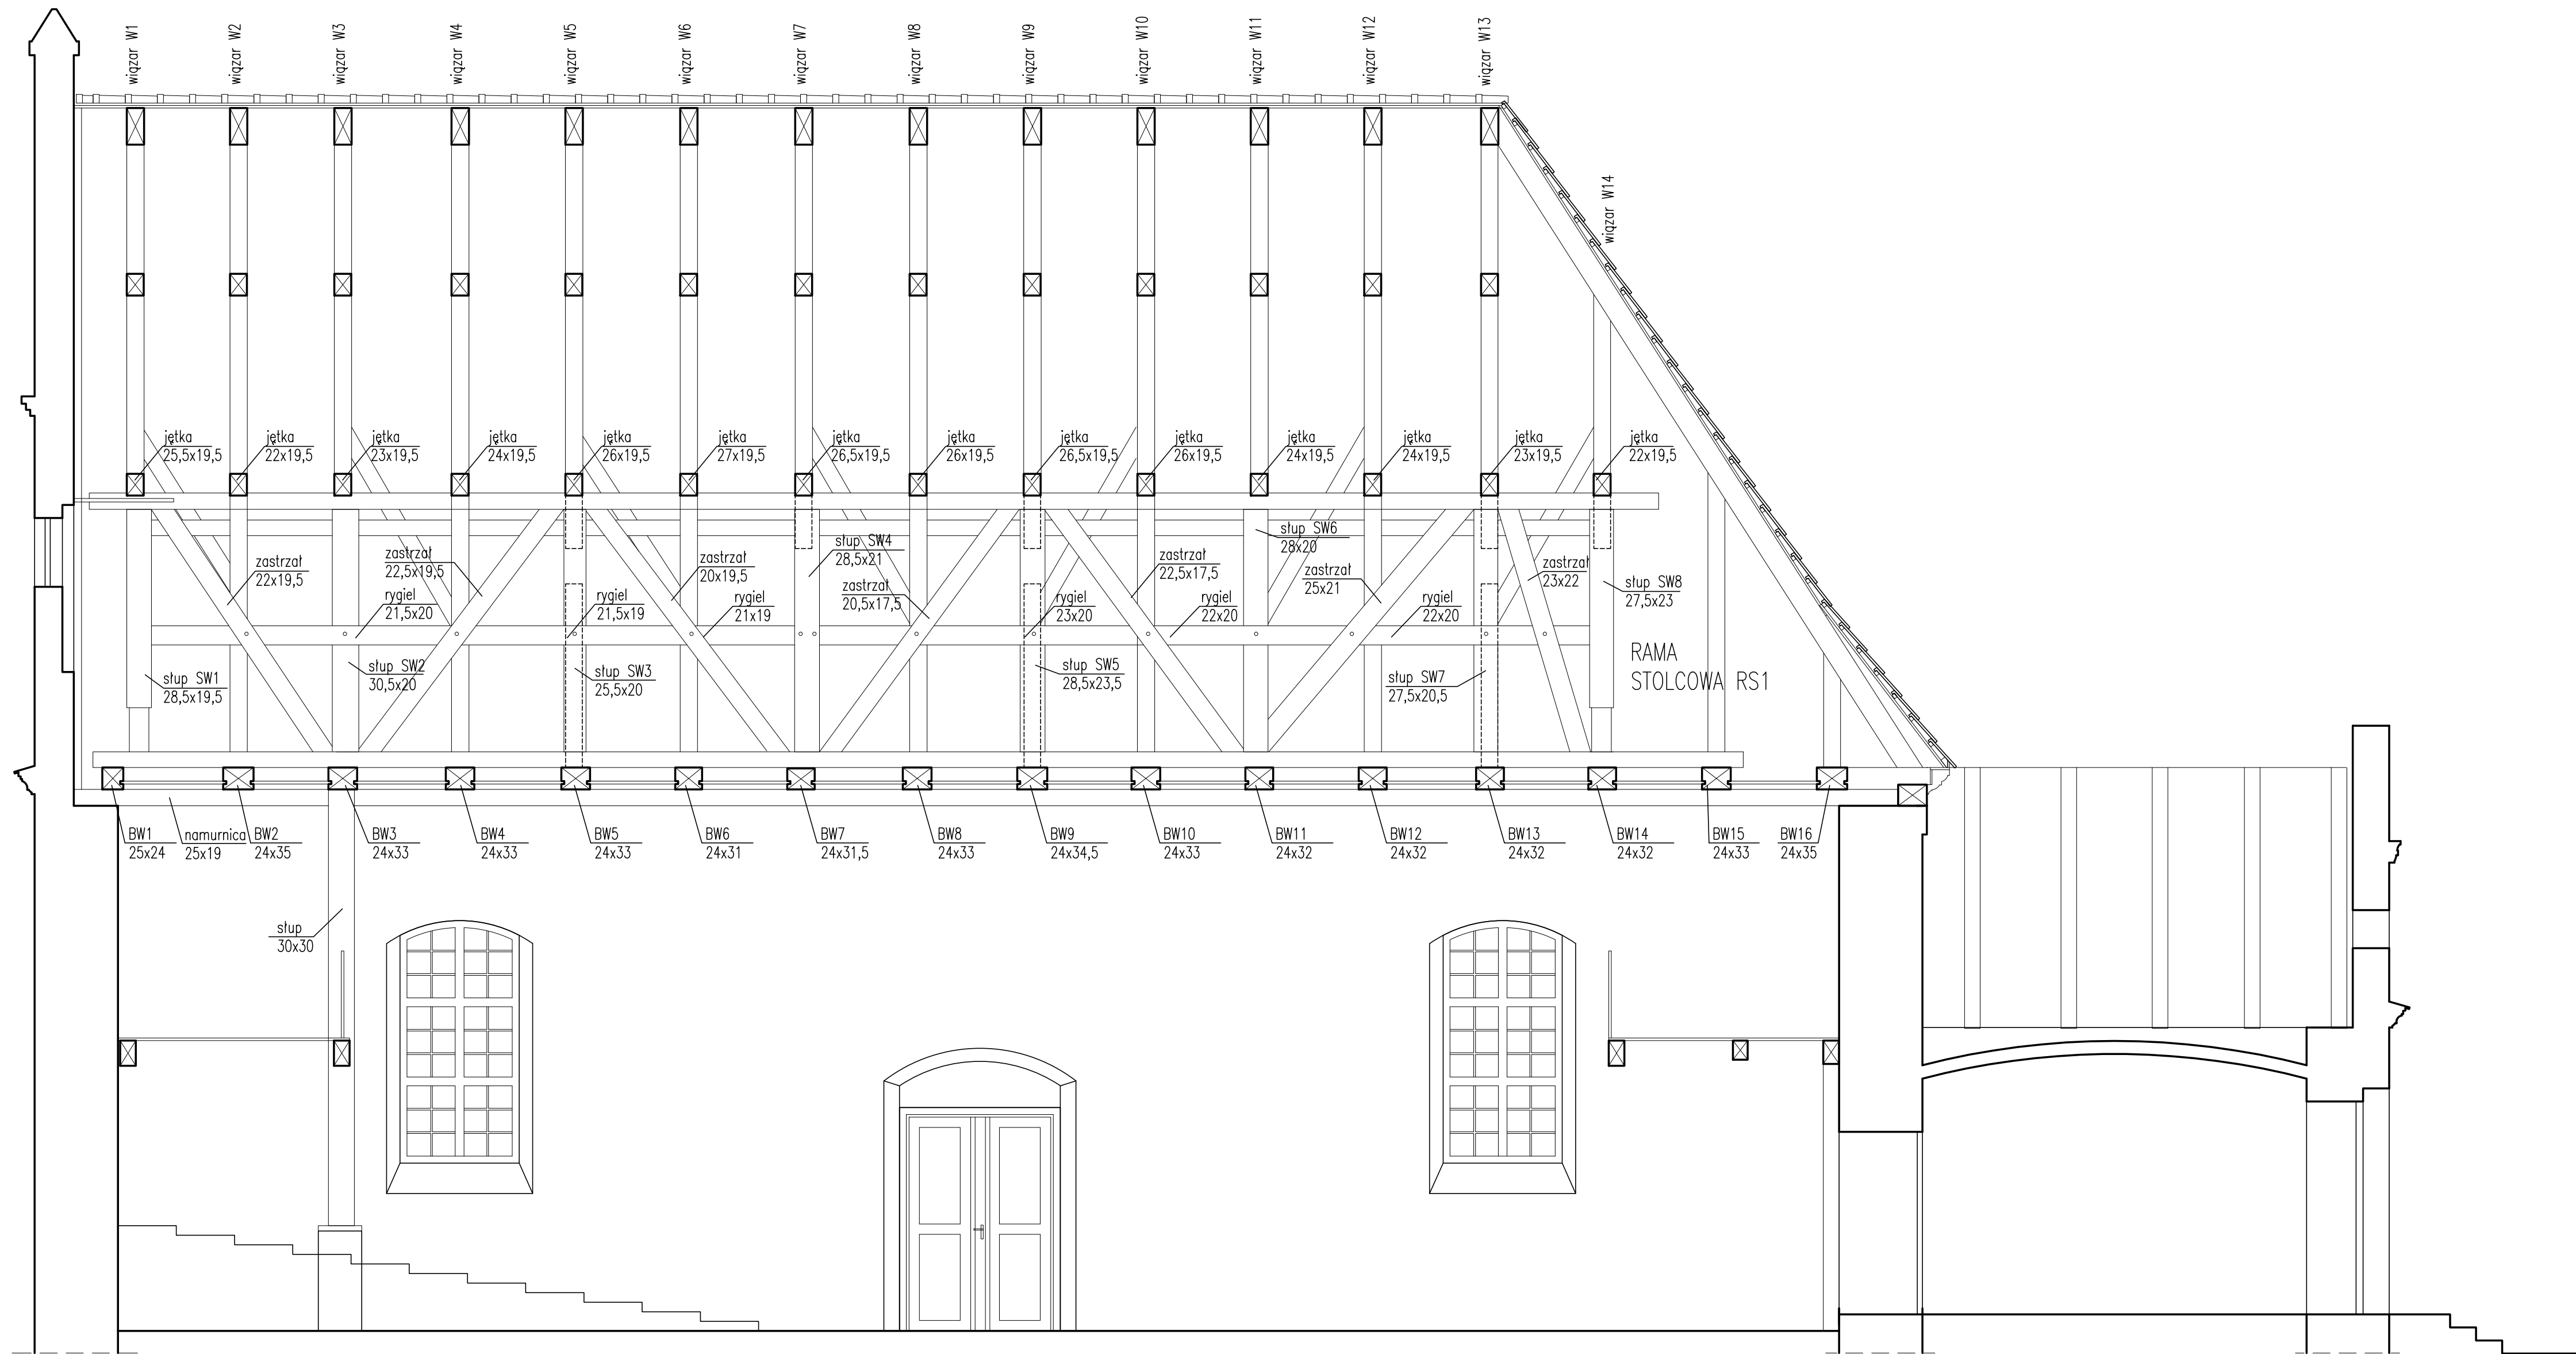 wiązar W1
wiązar W2
wiązar W3
wiązar W4
wiązar W5
wiązar W6
wiązar W7
wiązar W8
wiązar W9
wiązar W10
wiązar W11
wiązar W12
wiązar W13
wiązar W14
jętka
25,5x19,5
jętka
22x19,5
jętka
23x19,5
jętka
24x19,5
jętka
26x19,5
jętka
27x19,5
jętka
26,5x19,5
jętka
26x19,5
jętka
26,5x19,5
jętka
26x19,5
jętka
24x19,5
jętka
24x19,5
jętka
23x19,5
jętka
22x19,5
zastrzał
22x19,5
zastrzał
22,5x19,5
rygiel
21,5x20
rygiel
21,5x19
zastrzał
20x19,5
rygiel
21x19
słup SW4
28,5x21
zastrzał
20,5x17,5
rygiel
23x20
zastrzał
22,5x17,5
rygiel
22x20
słup SW6
28x20
zastrzał
25x21
rygiel
22x20
zastrzał
23x22
słup SW8
27,5x23
słup SW1
28,5x19,5
słup SW2
30,5x20
słup SW3
25,5x20
słup SW5
28,5x23,5
słup SW7
27,5x20,5
RAMA
STOLCOWA RS1
BW1
25x24
namurnica
25x19
BW2
24x35
BW3
24x33
BW4
24x33
BW5
24x33
BW6
24x31
BW7
24x31,5
BW8
24x33
BW9
24x34,5
BW10
24x33
BW11
24x32
BW12
24x32
BW13
24x32
BW14
24x32
BW15
24x33
BW16
24x35
słup
30x30